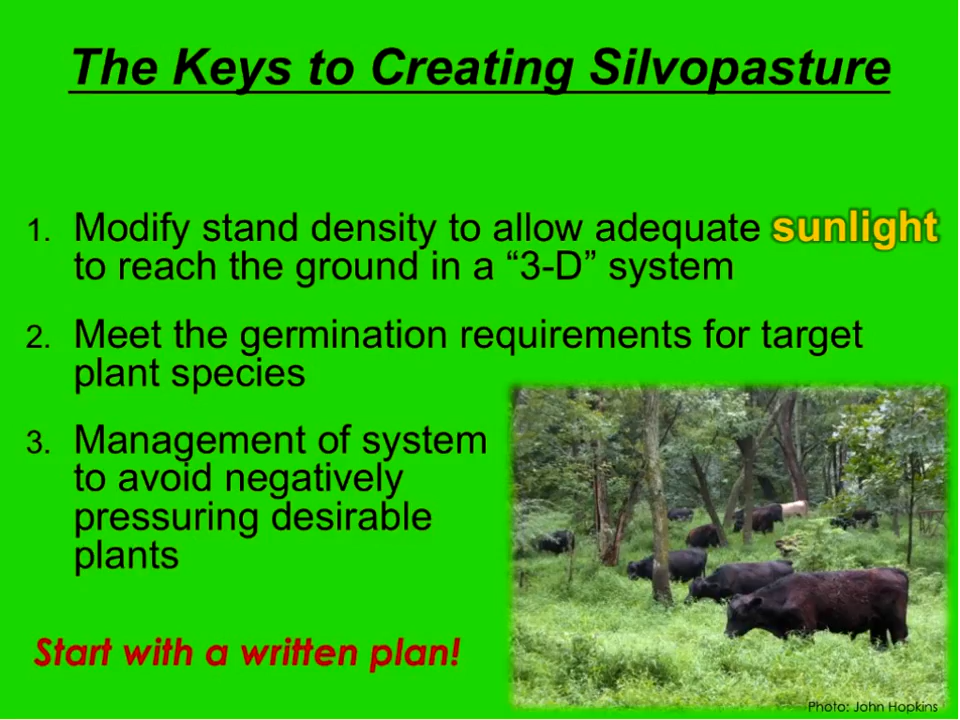 The Keys to Creating Silvopasture
1. Modify stand density to allow adequate sunlight
to reach the ground in a “3-D” system
2. Meet the germination requirements for target
plant species
3. Management of system
to avoid negatively
pressuring desirable
plants
Start with a written plan!
Photo: John Hopkins